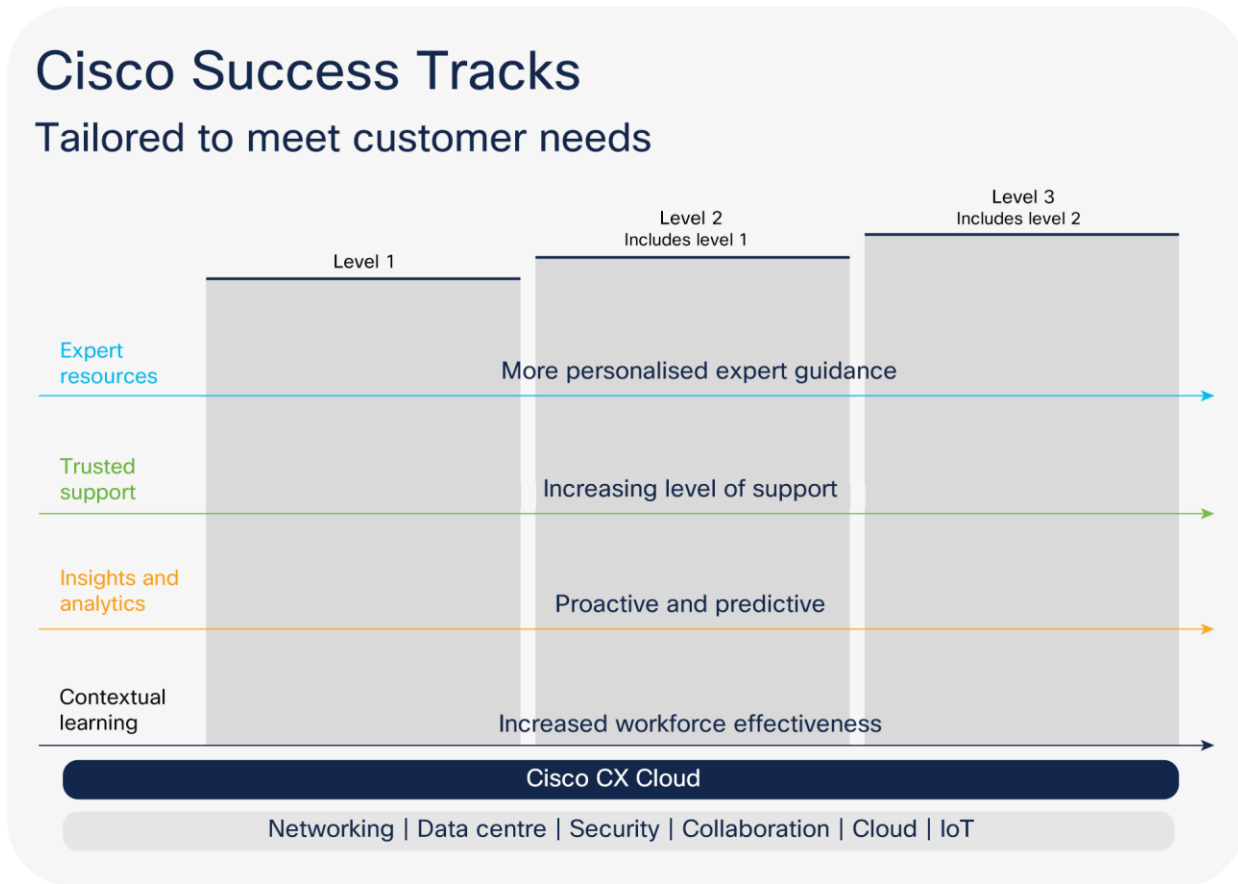 Cisco Success Tracks
Tailored to meet customer needs
Level 1
Level 2
Includes level 1
Level 3
Includes level 2
Expert
resources
More personalised expert guidance
Trusted
support
Increasing level of support
Insights and
analytics
Proactive and predictive
Contextual
learning
Increased workforce effectiveness
Cisco CX Cloud
Networking | Data centre | Security | Collaboration | Cloud | IoT